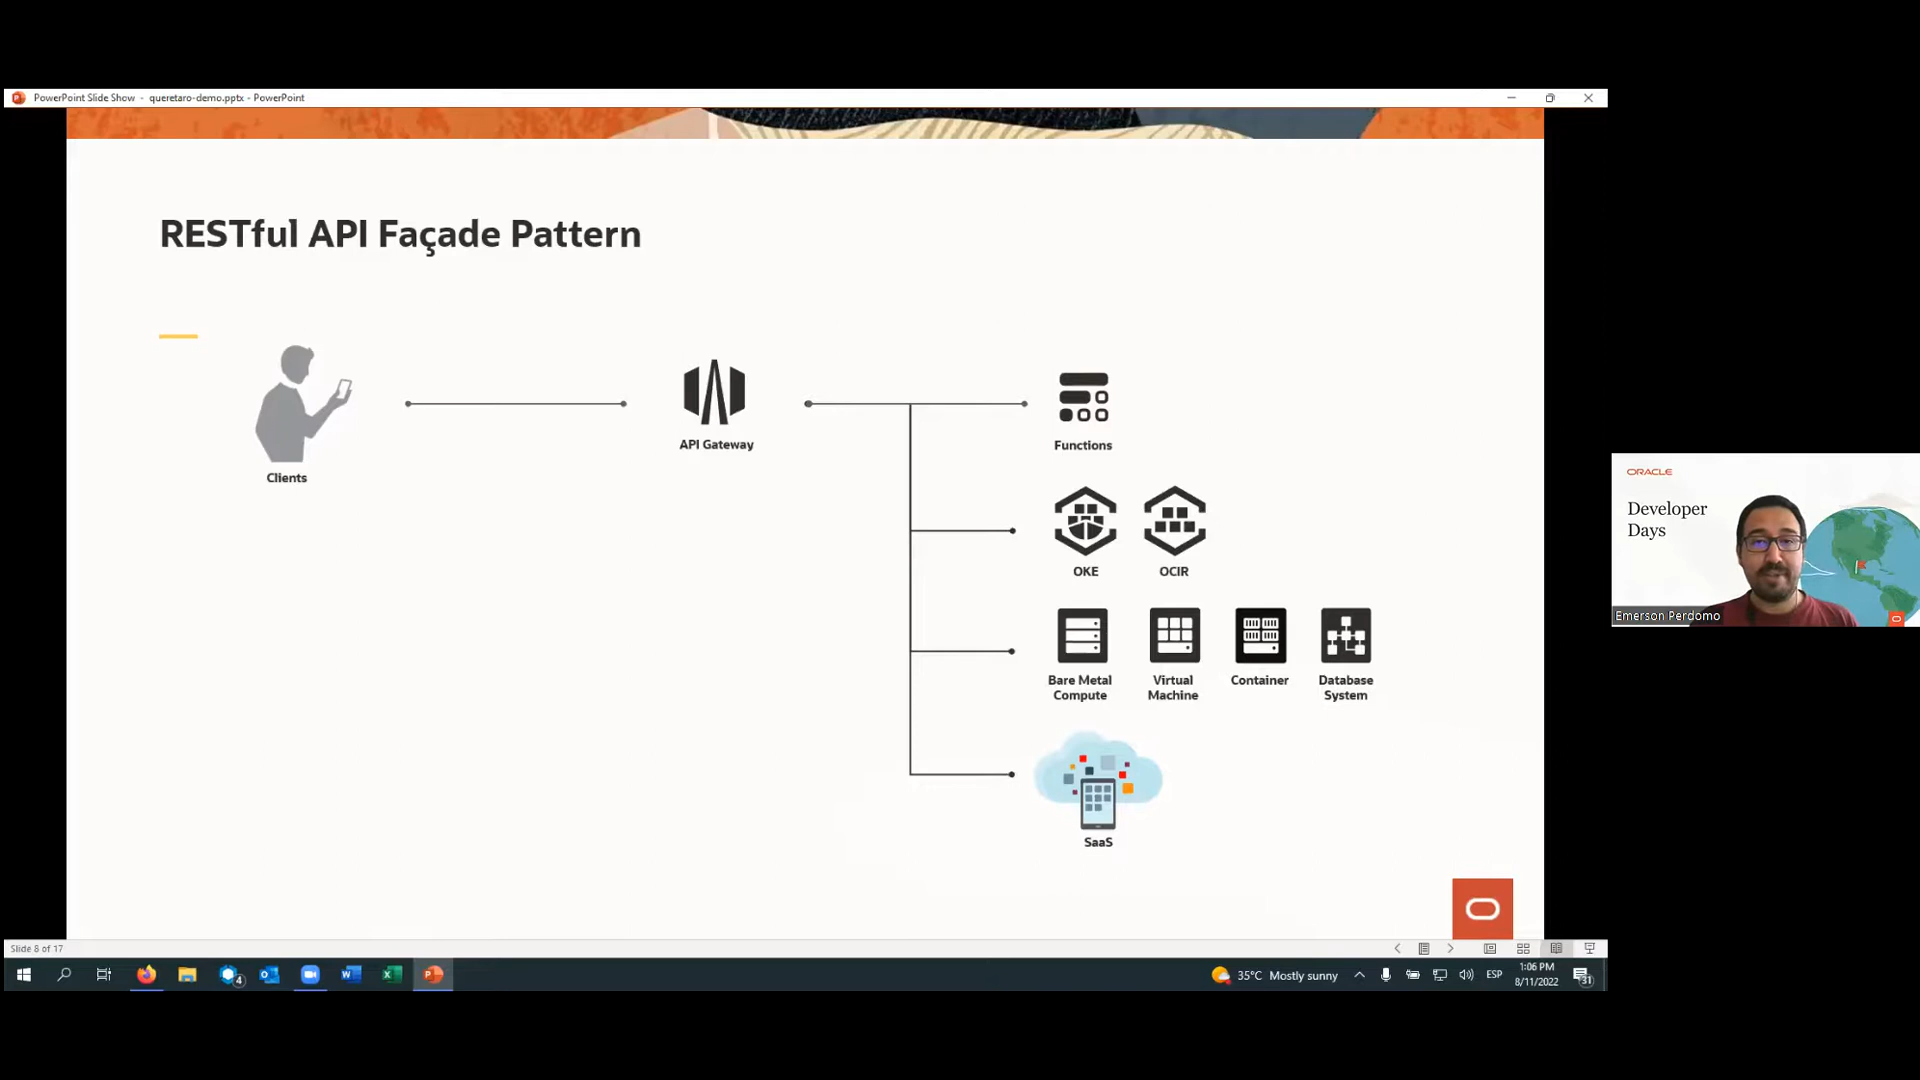 PowerPoint Slide Show - queretaro-demo.pptx - PowerPoint
RESTful API Façade Pattern
Clients
API Gateway
Functions
OKE
OCIR
Bare Metal
Compute
Virtual
Machine
Container
Database
System
SaaS
ORACLE
Developer
Days
Emerson Perdomo
Slide 8 of 17
4
35°C Mostly sunny
ESP
1:06 PM
8/11/2022
31